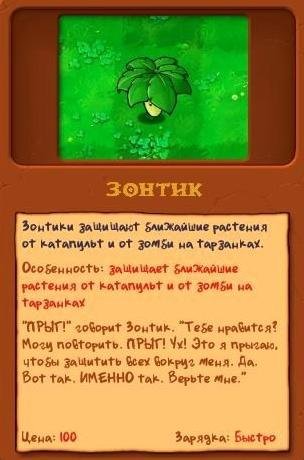 ЗОНТИК
Зонтики защищают ближайшие растения
от катапульт и от зомби на тарзанках.
Особенность: защищает ближайшие
растения от катапульт и от зомби на
тарзанках
"ПРЫГ!" говорит Зонтик. "Тебе нравится?
Могу повторить. ПРЫГ! Ух! Это я прыгаю,
чтобы защитить всех вокруг меня. Да.
Вот так. ИМЕННО так. Верьте мне."
Цена: 100 Зарядка: Быстро